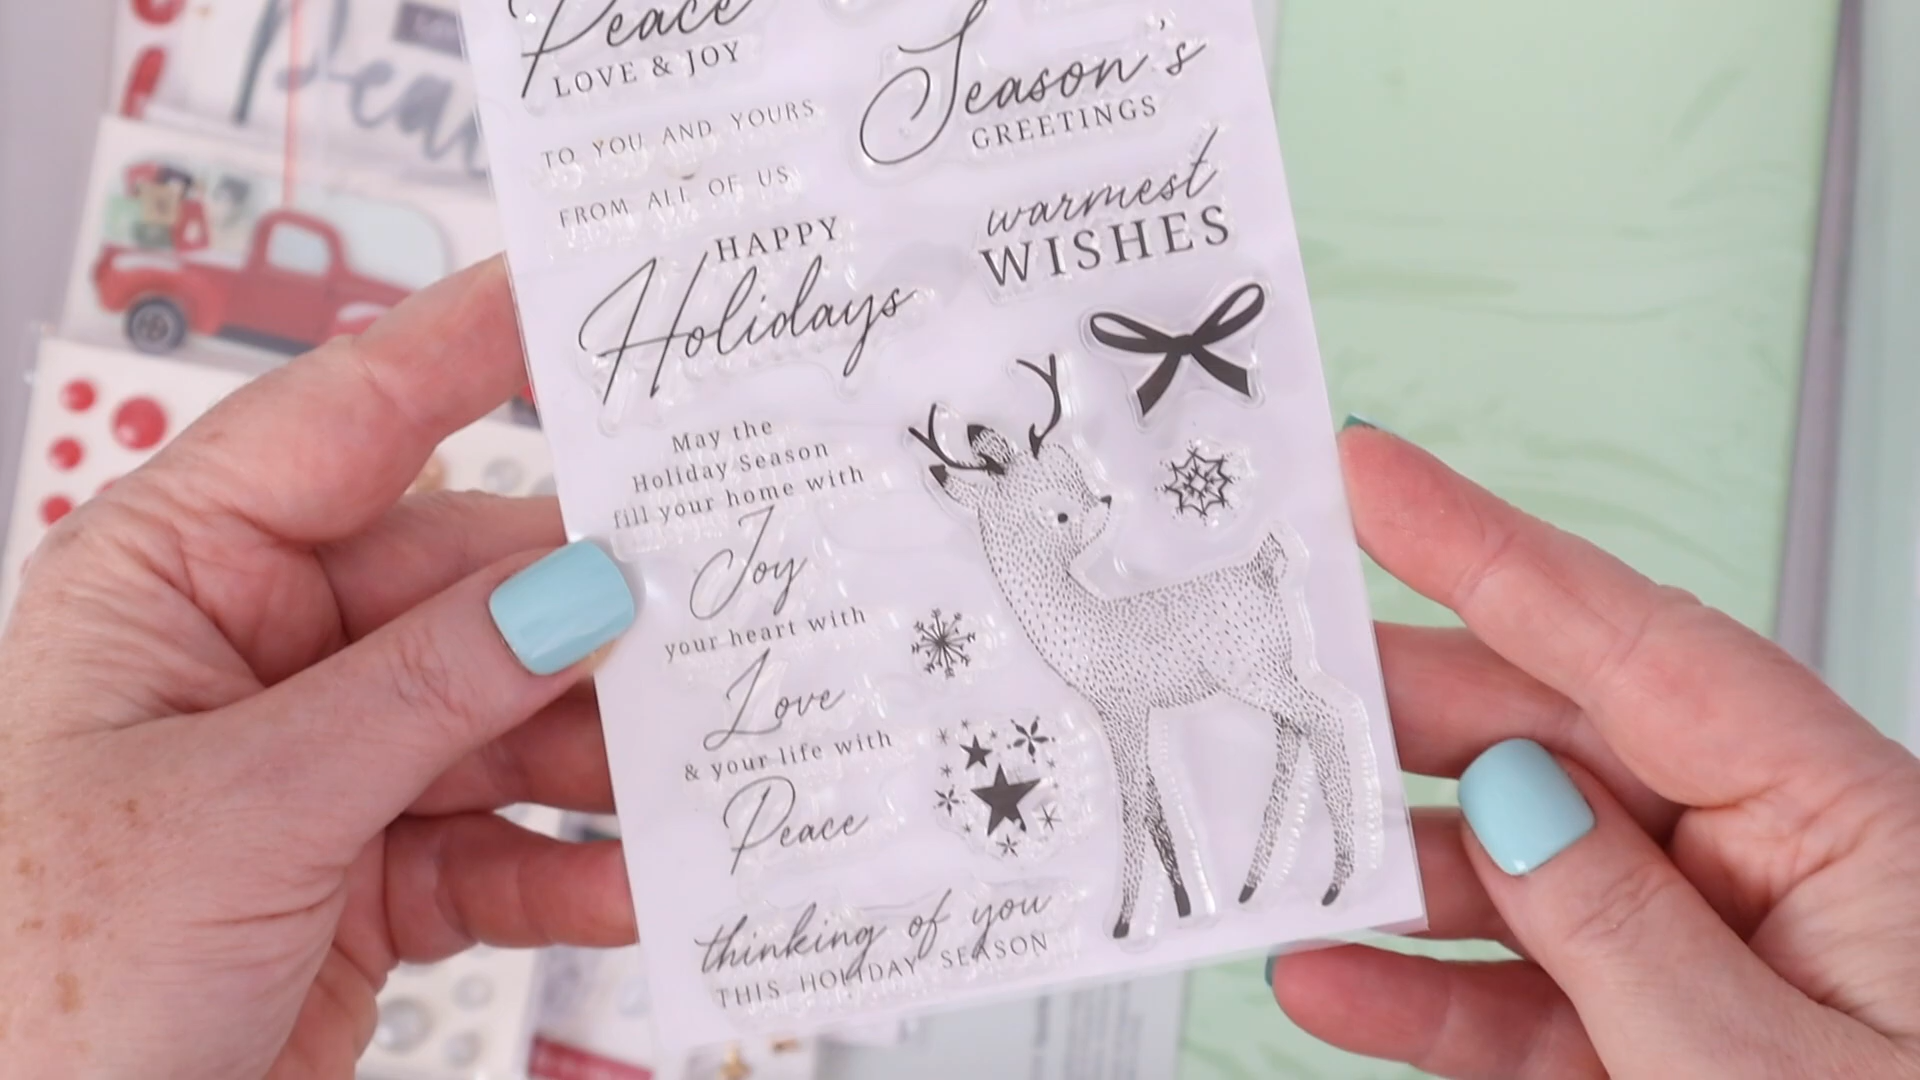 Peace
LOVE & JOY
Season's
GREETINGS
TO YOU AND YOURS
FROM ALL OF US
warmest
WISHES
HAPPY
Holidays
May the
Holiday Season
fill your home with
Joy
your heart with
Love
& your life with
Peace
thinking of you
THIS HOLIDAY SEASON